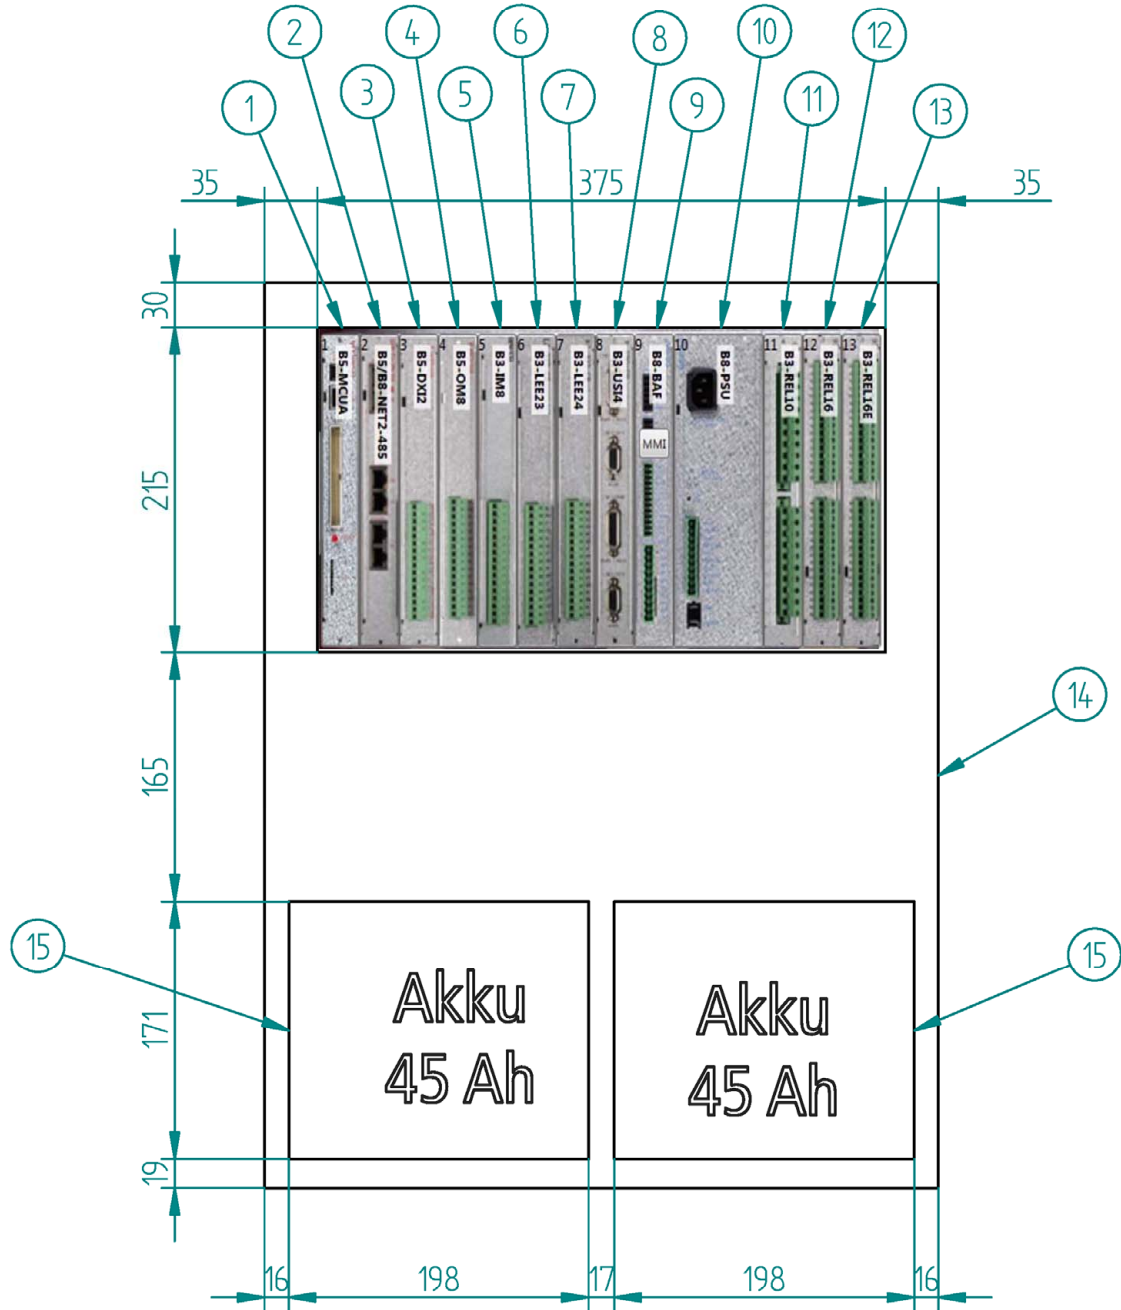 2
4
6
8
10
12
1
3
5
7
9
11
13
35
375
35
30
1
2
3
4
5
6
7
8
9
10
11
12
13
B5-MCUA
B5/B8-NET2-485
B5-DXI2
B5-OM8
B3-IM8
B3-LEE23
B3-LEE24
B3-USI4
B8-BAF
B8-PSU
B3-REL10
B3-REL16
B3-REL16E
MMI
215
14
165
15
15
171
Akku
45 Ah
Akku
45 Ah
19
16
198
17
198
16